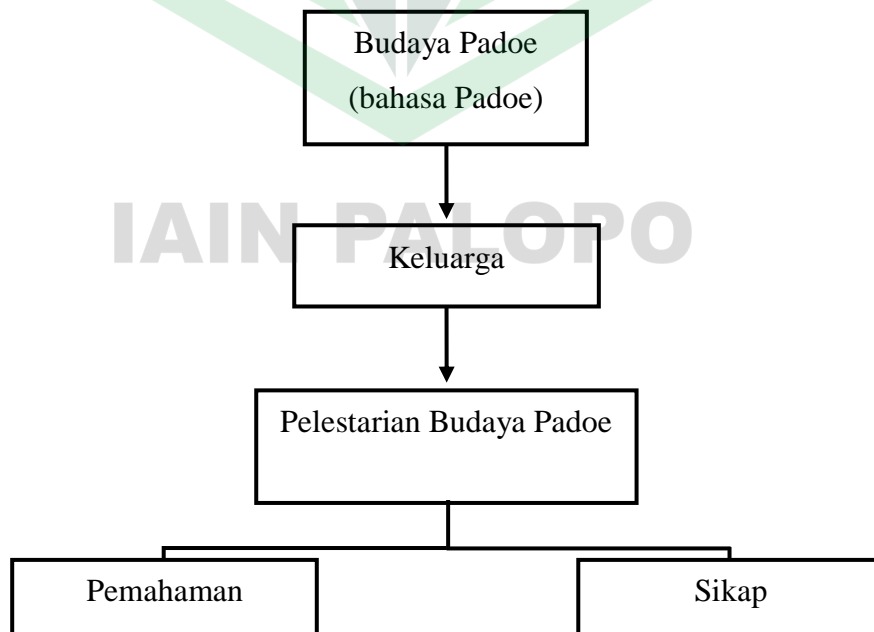 Budaya Padoe
(bahasa Padoe)
IAIN PALOPO
Keluarga
Pelestarian Budaya Padoe
Pemahaman
Sikap